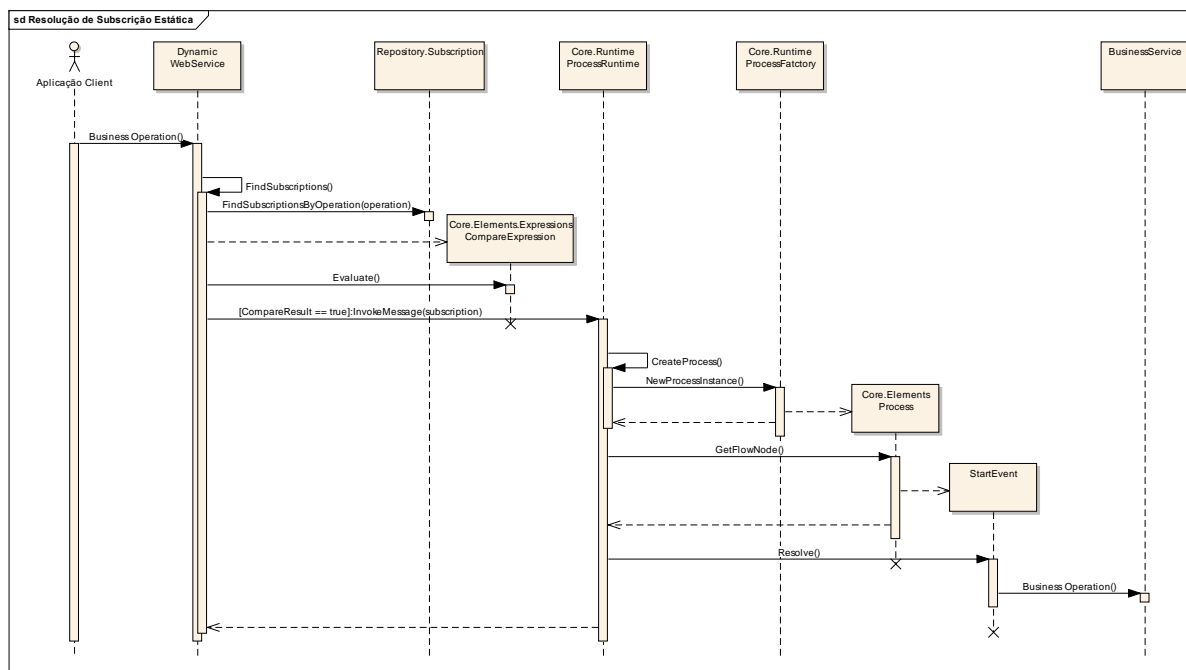 sd Resolução de Subscrição Estática
Aplicação Client
Dynamic
WebService
Repository.Subscription
Core.Runtime
ProcessRuntime
Core.Runtime
ProcessFatctory
BusinessService
Business Operation()
FindSubscriptions()
FindSubscriptionsByOperation(operation)
Core.Elements.Expressions
CompareExpression
Evaluate()
[CompareResult == true]:InvokeMessage(subscription)
CreateProcess()
NewProcessInstance()
Core.Elements
Process
GetFlowNode()
StartEvent
Resolve()
Business Operation()